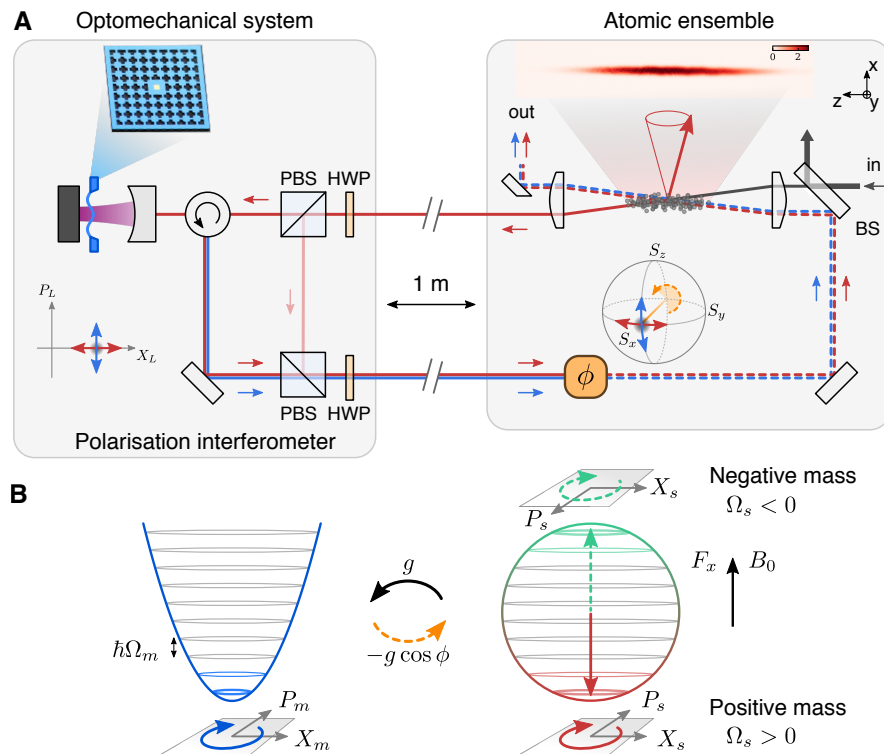 A
Optomechanical system
Atomic ensemble
0 2
x
z
y
out
in
PBS
HWP
BS
1 m
P_L
X_L
S_z
S_y
S_x
ϕ
PBS
HWP
Polarisation interferometer
B
X_s
P_s
Negative mass
Ω_s < 0
g
−g cos ϕ
F_x
B_0
ħΩ_m
P_m
X_m
P_s
X_s
Positive mass
Ω_s > 0